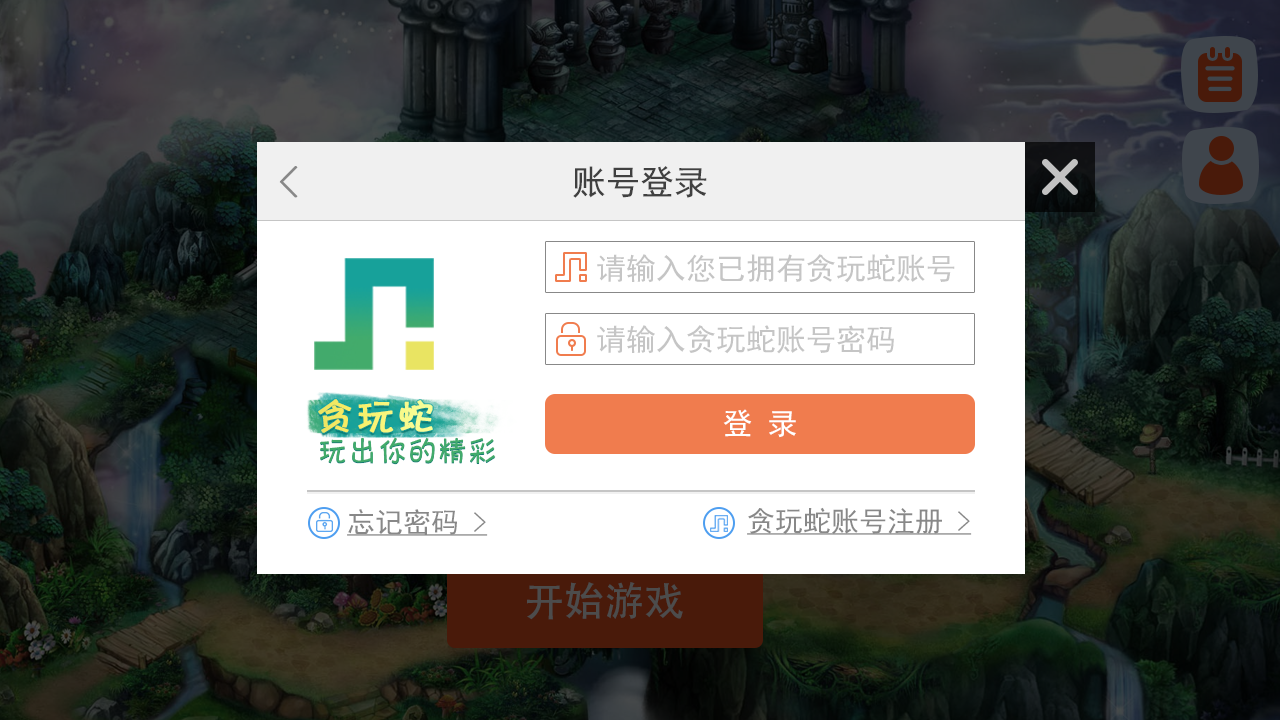 账号登录
请输入您已拥有贪玩蛇账号
请输入贪玩蛇账号密码
登 录
贪玩蛇
玩出你的精彩
忘记密码
贪玩蛇账号注册
开始游戏